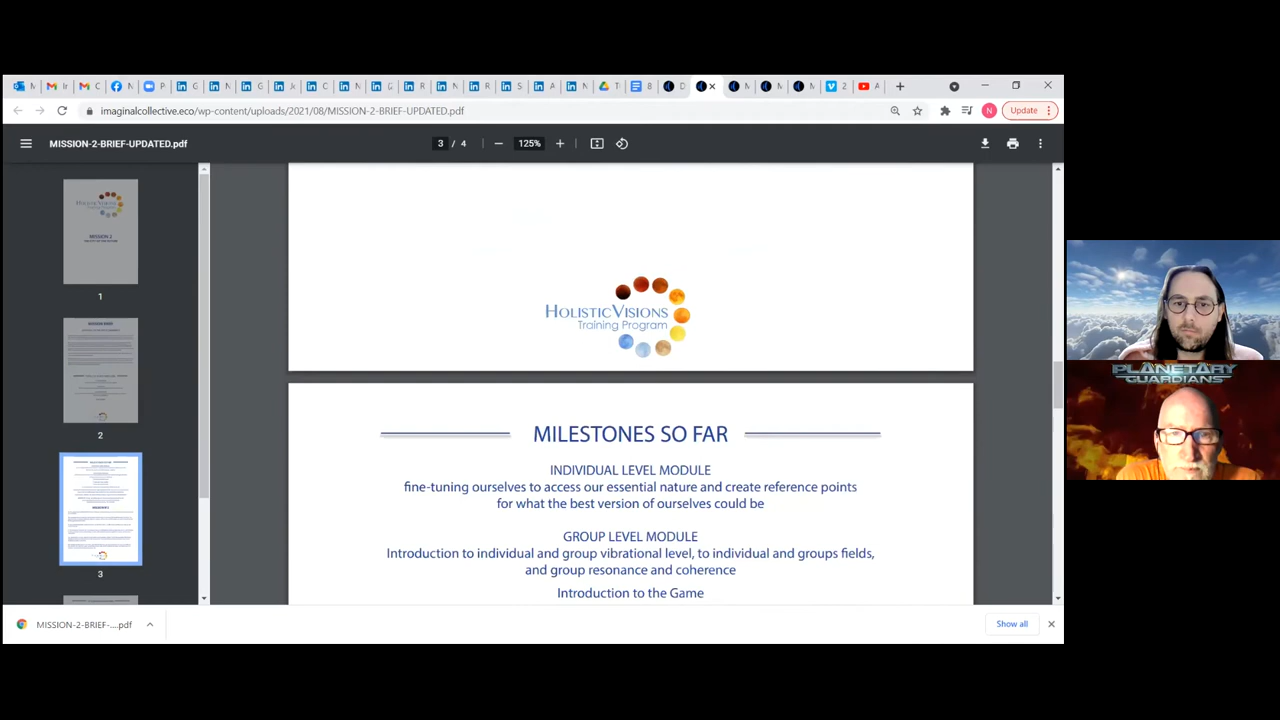 imaginalcollective.eco/wp-content/uploads/2021/08/MISSION-2-BRIEF-UPDATED.pdf
N
Update
MISSION-2-BRIEF-UPDATED.pdf
3 / 4
125%
1
2
3
HOLISTICVISIONS
Training Program
MILESTONES SO FAR
INDIVIDUAL LEVEL MODULE
fine-tuning ourselves to access our essential nature and create reference points
for what the best version of ourselves could be
GROUP LEVEL MODULE
Introduction to individual and group vibrational level, to individual and groups fields,
and group resonance and coherence
Introduction to the Game
PLANETARY
GUARDIANS
MISSION-2-BRIEF-....pdf
Show all